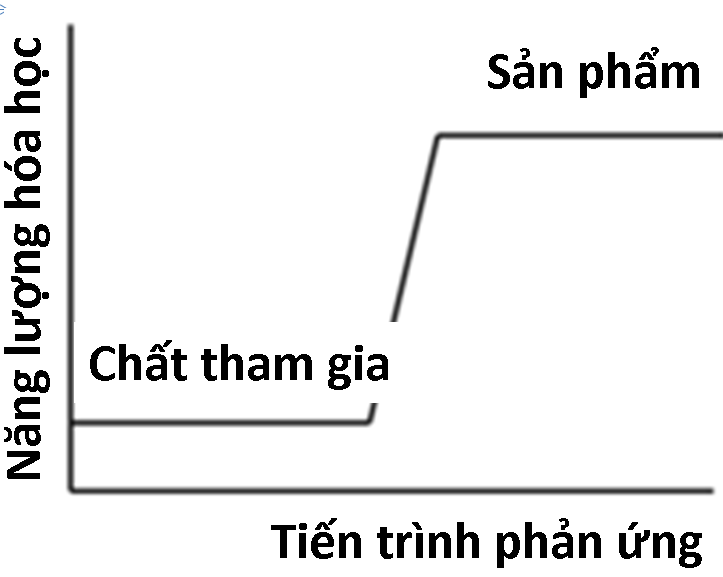 Năng lượng hóa học
Sản phẩm
Chất tham gia
Tiến trình phản ứng